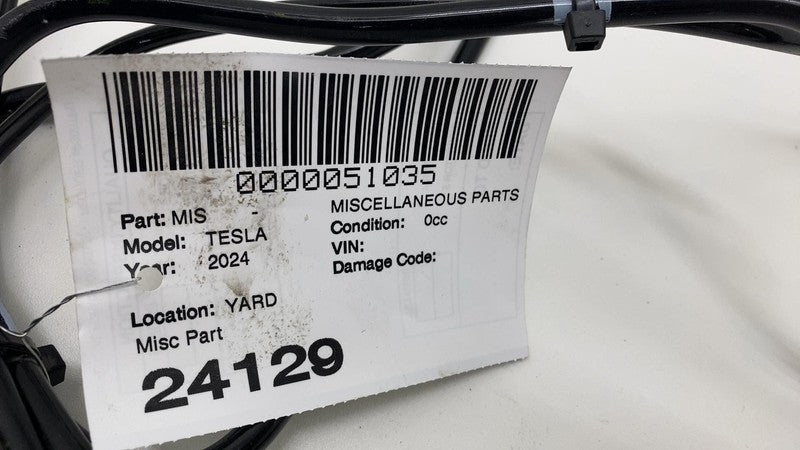 0000051035
Part: MIS - MISCELLANEOUS PARTS
Model: TESLA Condition: 0cc
Year: 2024 VIN:
Damage Code:
Location: YARD
Misc Part
24129